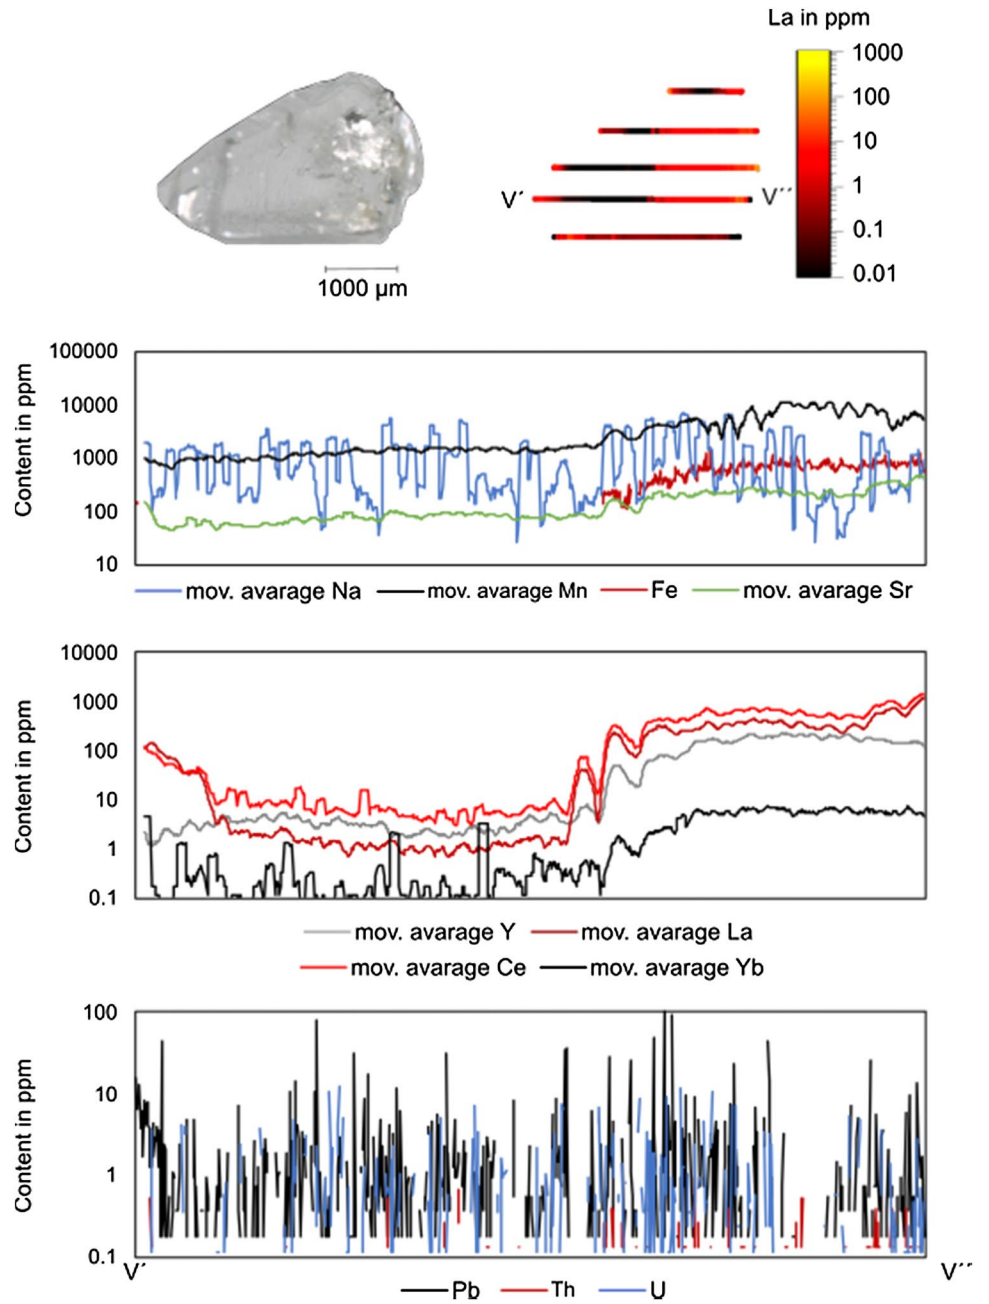 La in ppm
1000
100
10
1
0.1
0.01
V´ V´´
1000 µm
Content in ppm
100000
10000
1000
100
10
mov. avarage Na mov. avarage Mn Fe mov. avarage Sr
Content in ppm
10000
1000
100
10
1
0.1
mov. avarage Y mov. avarage La
mov. avarage Ce mov. avarage Yb
Content in ppm
100
10
1
0.1
V´ V´´
Pb Th U